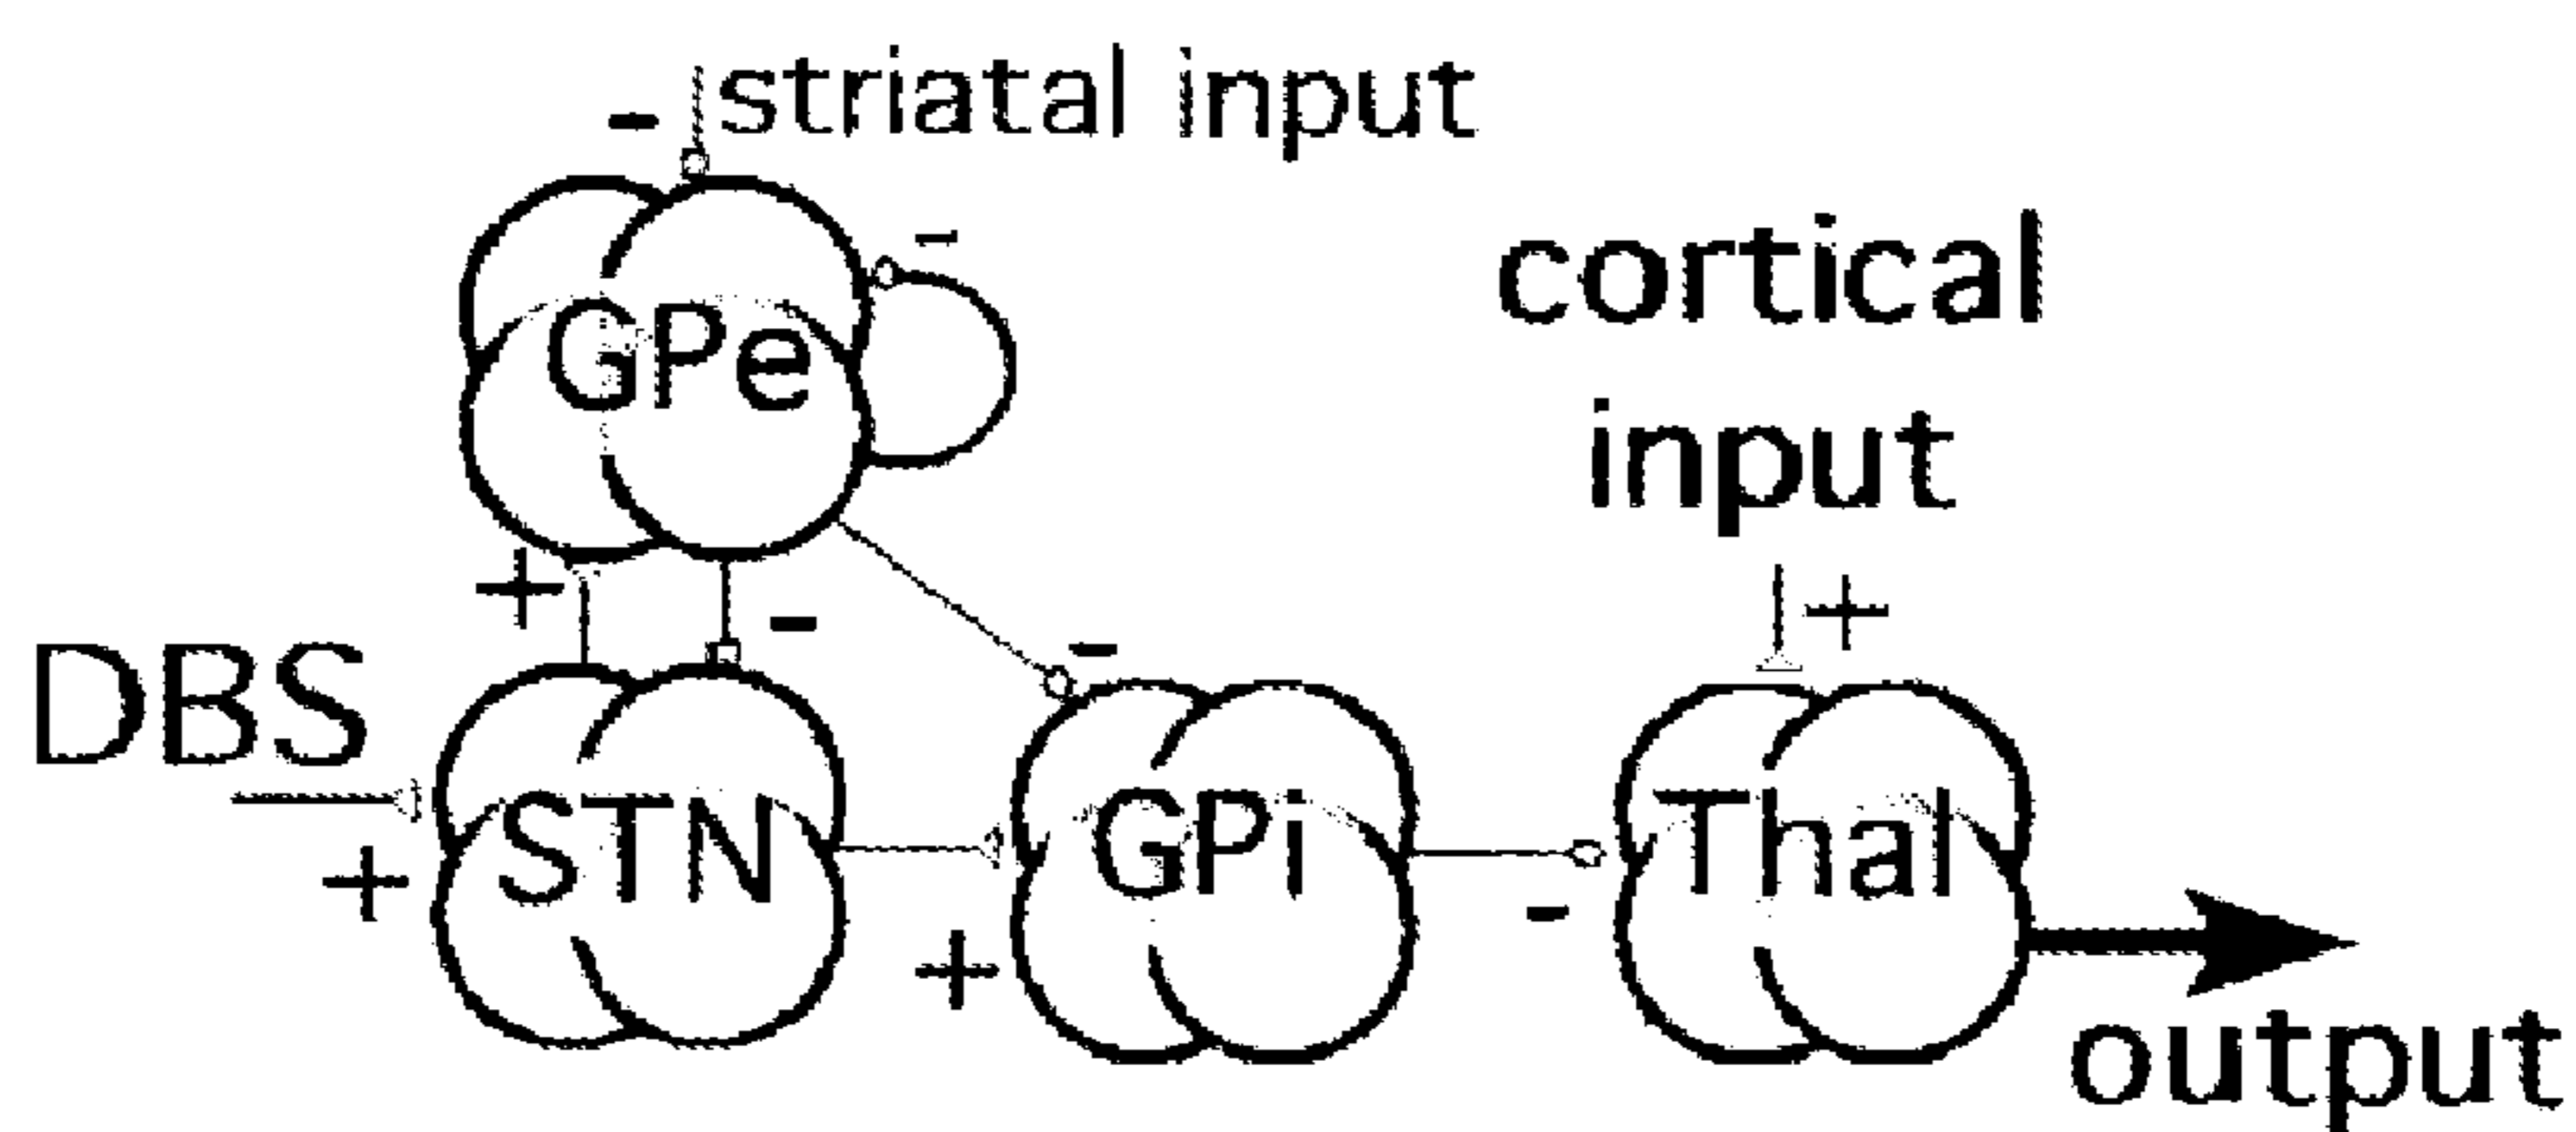 - striatal input
-
GPe
cortical
input
+
-
-
+
DBS
STN
GPi
Thal
+
+
-
output